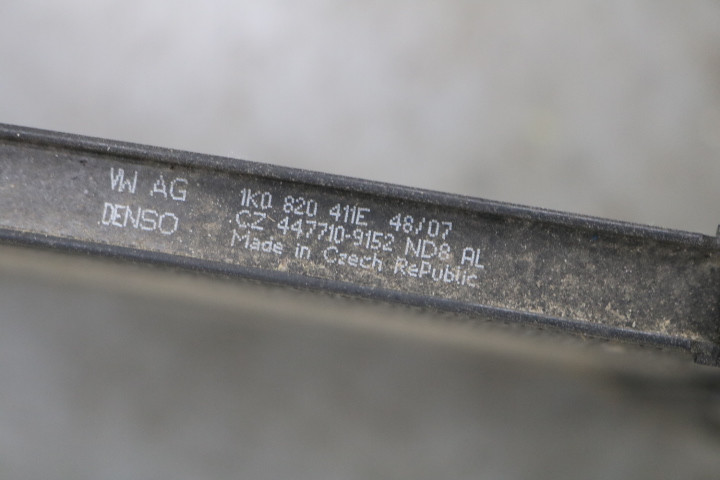 VW AG 1K0 820 411E 48/07
DENSO CZ 447710-9152 ND8 AL
Made in Czech RePublic